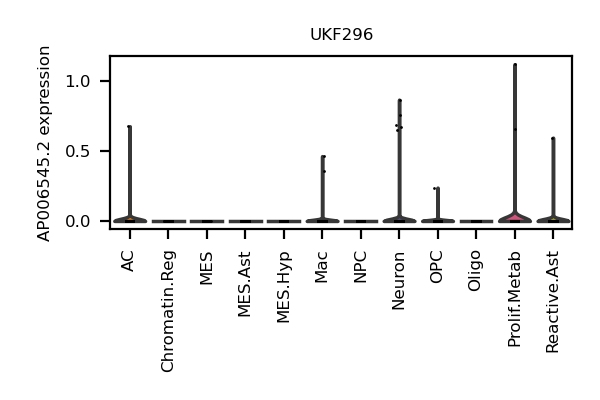 UKF296
AP006545.2 expression
1.0
0.5
0.0
AC
Chromatin.Reg
MES
MES.Ast
MES.Hyp
Mac
NPC
Neuron
OPC
Oligo
Prolif.Metab
Reactive.Ast